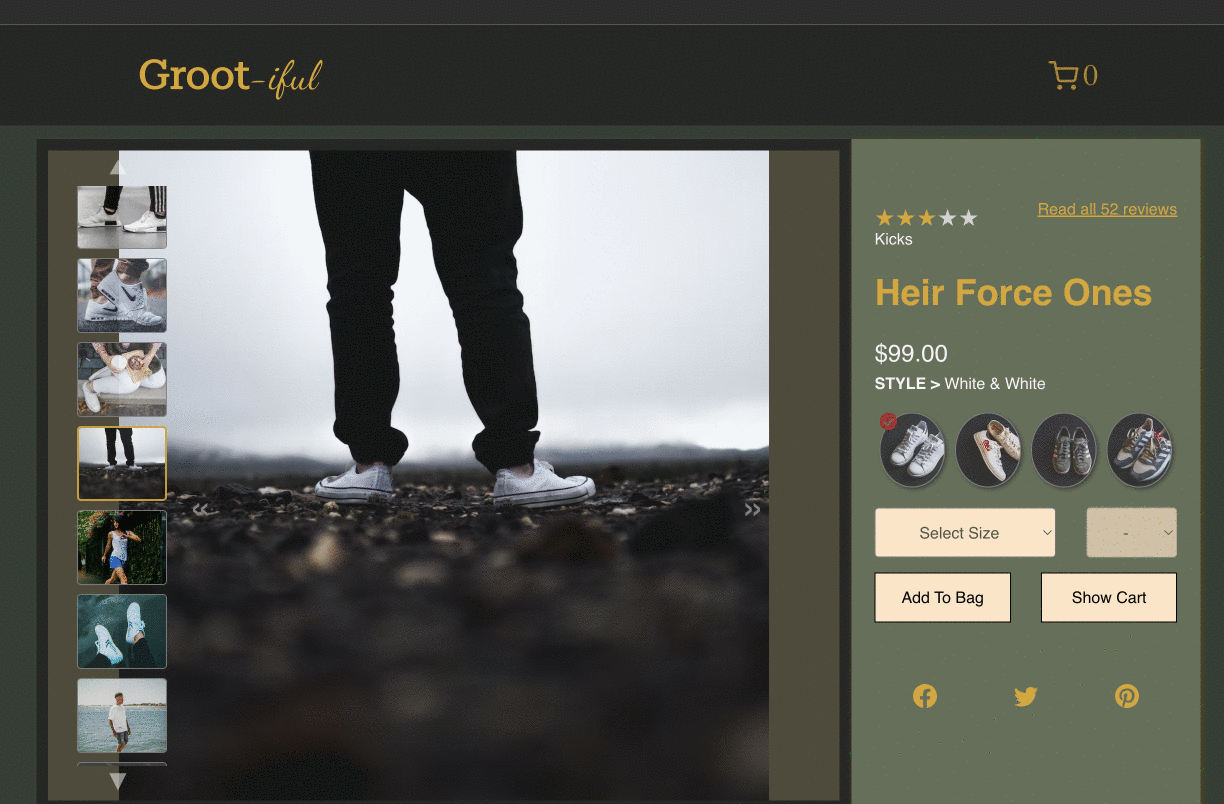 Groot-iful
0
Read all 52 reviews
Kicks
Heir Force Ones
$99.00
STYLE > White & White
Select Size
-
Add To Bag
Show Cart